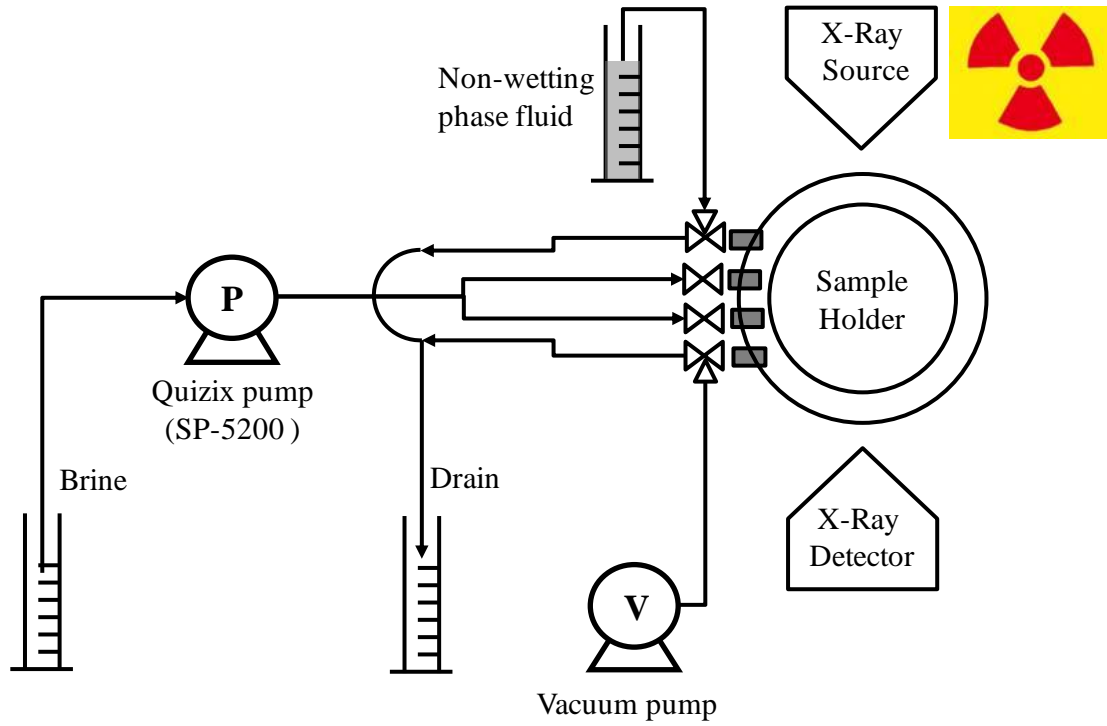 X-Ray
Source
Non-wetting
phase fluid
P
Sample
Holder
Quizix pump
(SP-5200 )
Brine
Drain
X-Ray
Detector
V
Vacuum pump